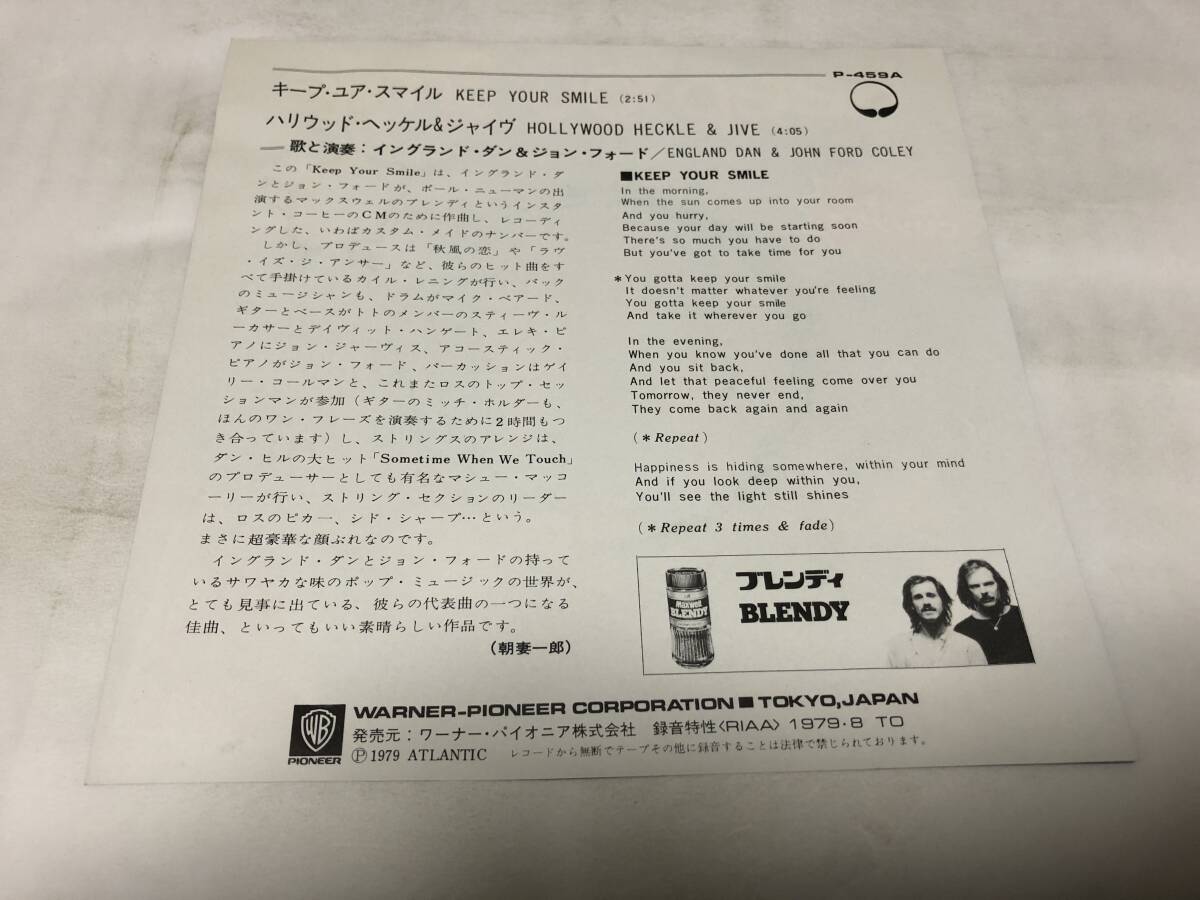 P-459A
キープ・ユア・スマイル KEEP YOUR SMILE (2:51)
ハリウッド・ヘッケル&ジャイヴ HOLLYWOOD HECKLE & JIVE (4:05)
歌と演奏:イングランド・ダン&ジョン・フォード/ENGLAND DAN & JOHN FORD COLEY
この「Keep Your Smile」は、イングランド・ダ
ンとジョン・フォードが、ポール・ニューマンの出
演するマックスウェルのブレンディというインスタ
ント・コーヒーのCMのために作曲し、レコーディ
ングした、いわばカスタム・メイドのナンバーです。
しかし、プロデュースは「秋風の恋」や「ラヴ
・イズ・ジ・アンサー」など、彼らのヒット曲をす
べて手掛けているカイル・レニングが行い、バック
のミュージシャンも、ドラムがマイク・ベアード、
ギターとベースがトトのメンバーのスティーヴ・ル
ーカサーとデイヴィット・ハンゲート、エレキ・ピ
アノにジョン・ジャーヴィス、アコースティック・
ピアノがジョン・フォード、パーカッションはゲイ
リー・コールマンと、これまたロスのトップ・セッ
ションマンが参加(ギターのミッチ・ホルダーも、
ほんのワン・フレーズを演奏するために2時間もつ
き合っています)し、ストリングスのアレンジは、
ダン・ヒルの大ヒット「Sometime When We Touch」
のプロデューサーとしても有名なマシュー・マッコ
ーリーが行い、ストリング・セクションのリーダー
は、ロスのピカ一、シド・シャープ…という。
まさに超豪華な顔ぶれなのです。
イングランド・ダンとジョン・フォードの持って
いるサワヤカな味のポップ・ミュージックの世界が、
とても見事に出ている、彼らの代表曲の一つになる
佳曲、といってもいい素晴らしい作品です。
(朝妻一郎)
■KEEP YOUR SMILE
In the morning,
When the sun comes up into your room
And you hurry,
Because your day will be starting soon
There's so much you have to do
But you've got to take time for you
*You gotta keep your smile
It doesn't matter whatever you're feeling
You gotta keep your smile
And take it wherever you go
In the evening,
When you know you've done all that you can do
And you sit back,
And let that peaceful feeling come over you
Tomorrow, they never end,
They come back again and again
(* Repeat)
Happiness is hiding somewhere, within your mind
And if you look deep within you,
You'll see the light still shines
(* Repeat 3 times & fade)
Maxwell
BLENDY
ブレンディ
BLENDY
WB
PIONEER
WARNER-PIONEER CORPORATION■TOKYO,JAPAN
発売元:ワーナー・パイオニア株式会社 録音特性〈RIAA〉1979・8 TO
Ⓟ1979 ATLANTIC レコードから無断でテープその他に録音することは法律で禁じられております。